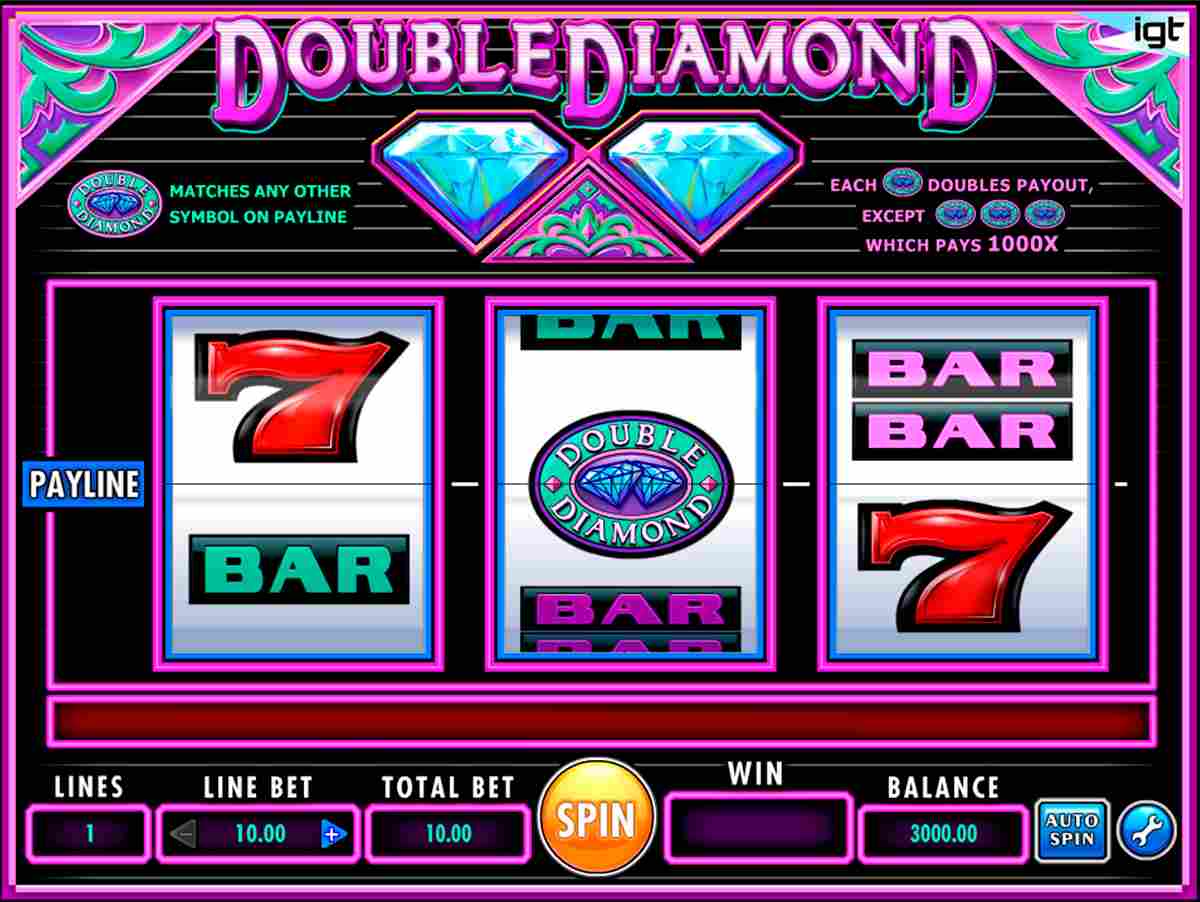 igt
DOUBLE DIAMOND
DOUBLE DIAMOND
MATCHES ANY OTHER
SYMBOL ON PAYLINE
EACH DOUBLES PAYOUT,
EXCEPT
WHICH PAYS 1000X
BAR
BAR
BAR
DOUBLE
DIAMOND
PAYLINE
7
BAR
7
BAR
BAR
LINES
LINE BET
TOTAL BET
SPIN
WIN
BALANCE
1
10.00
10.00
3000.00
AUTO
SPIN